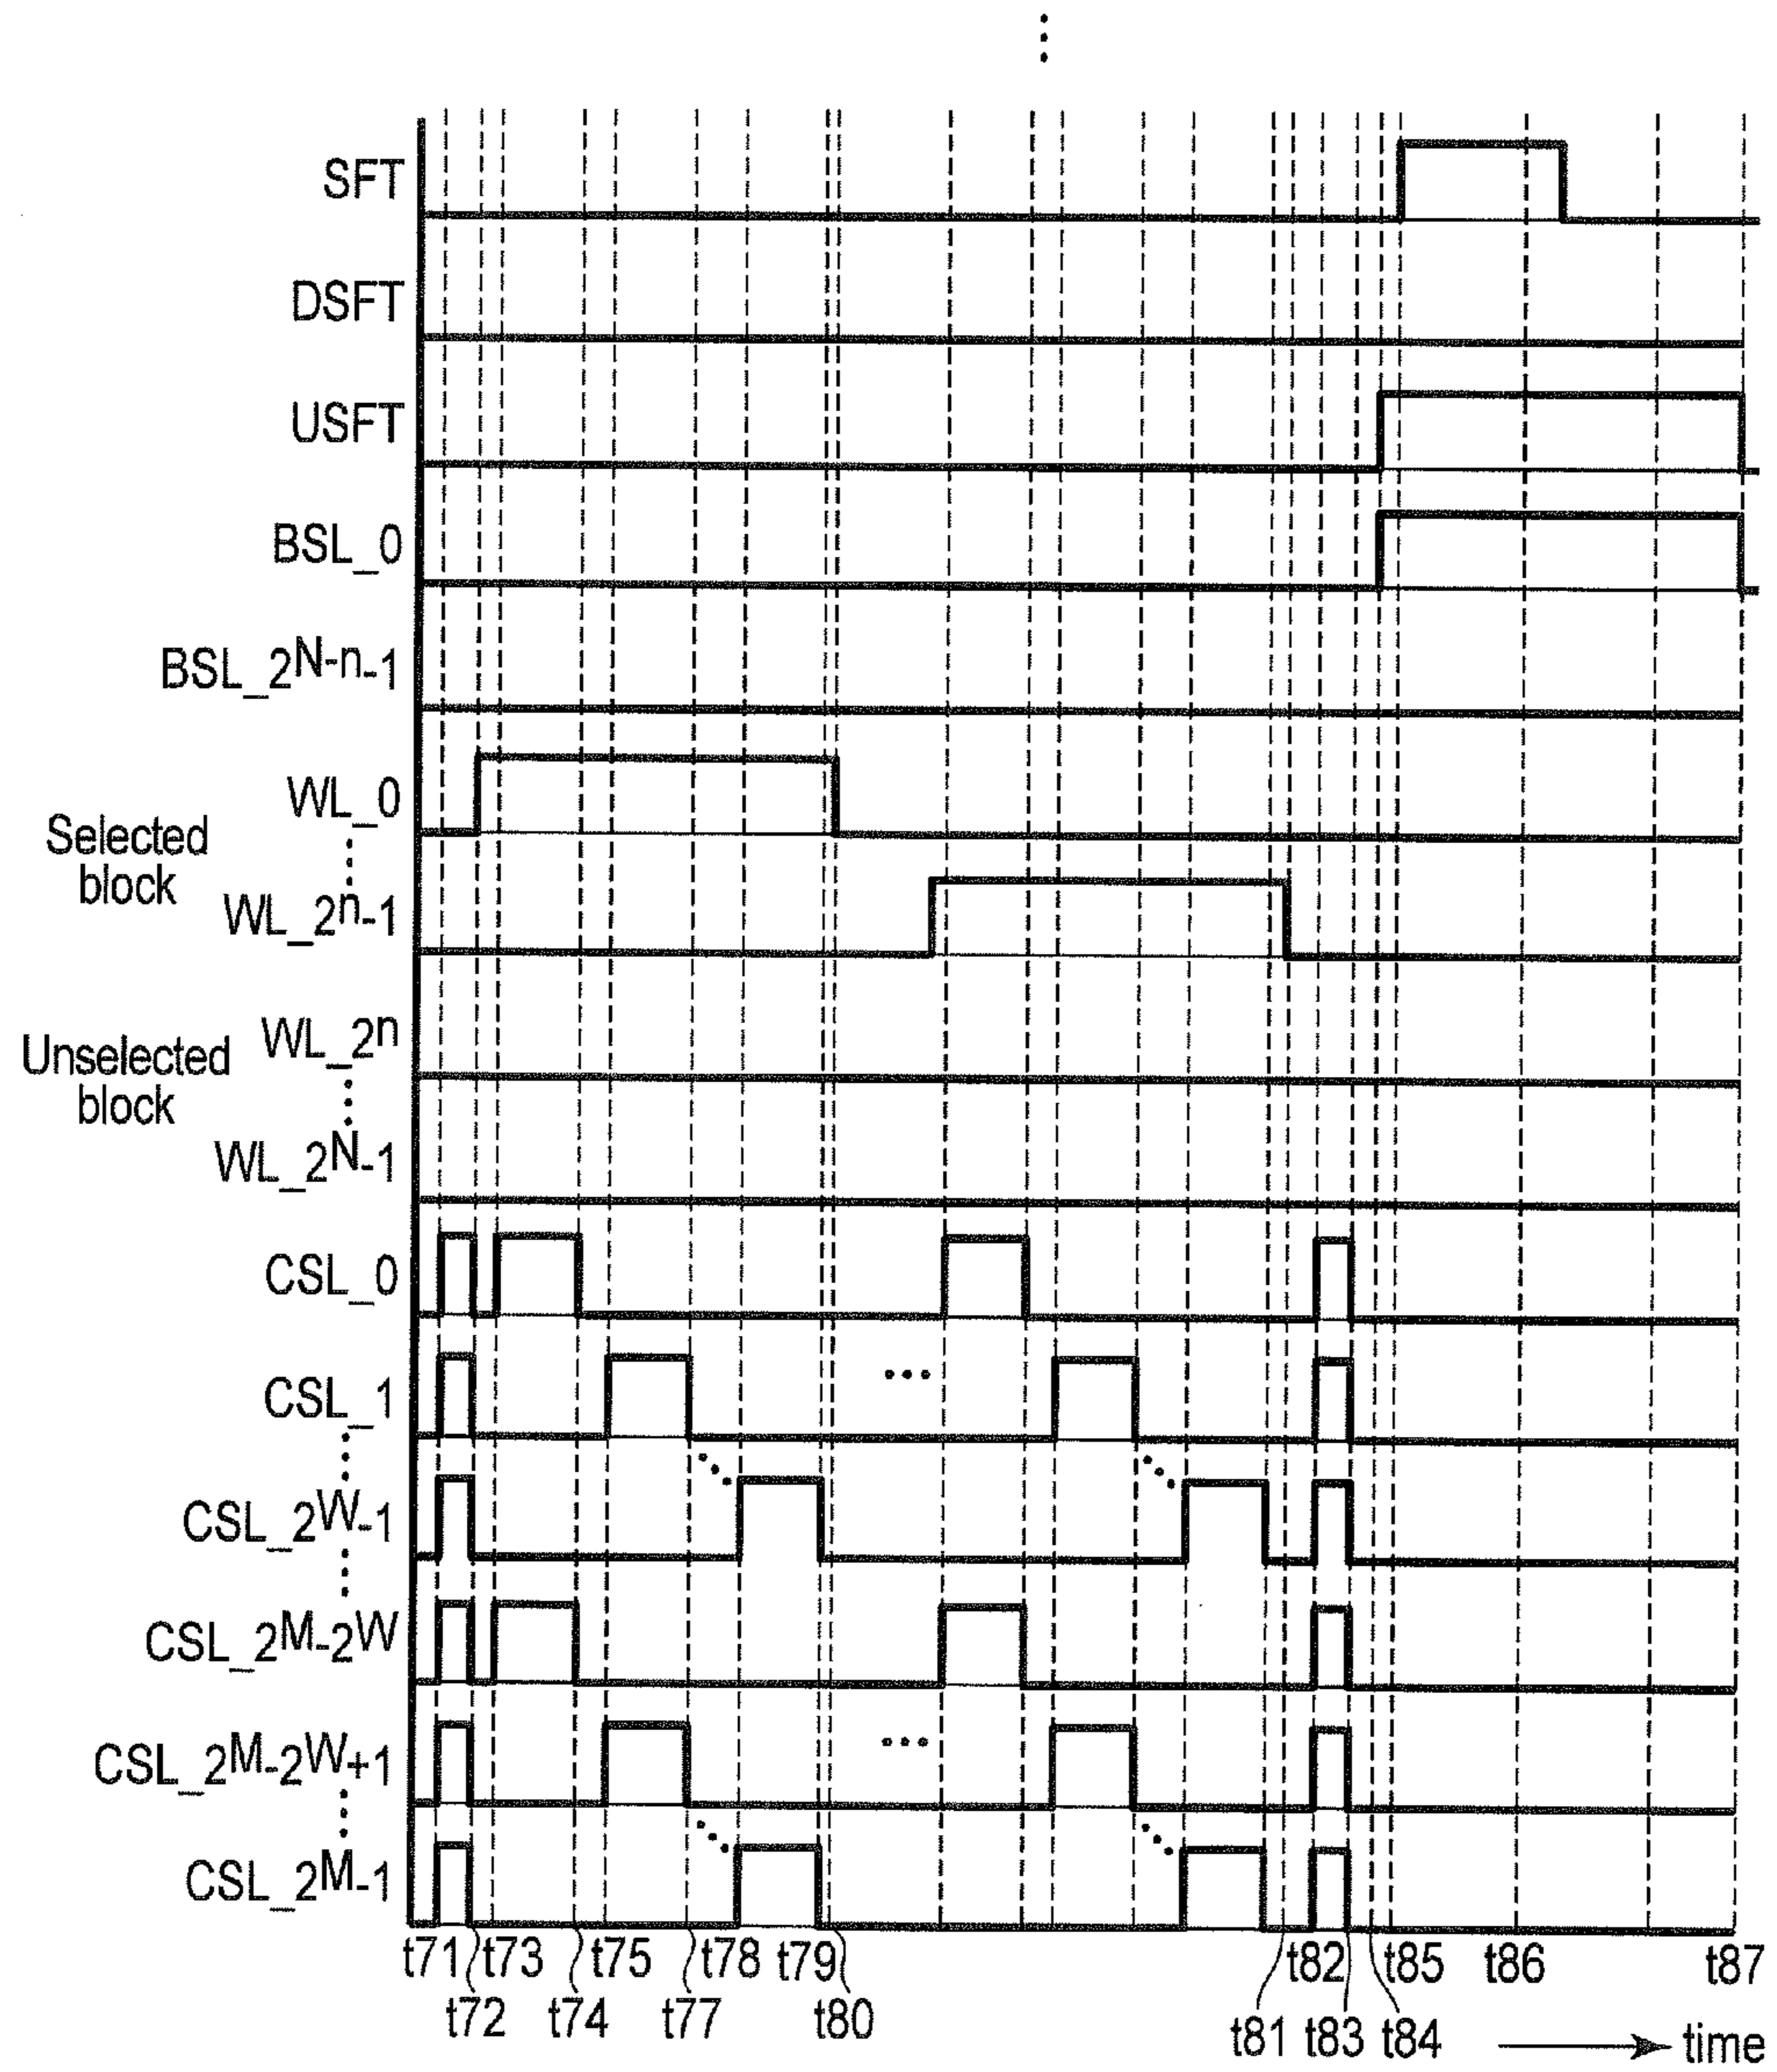 SFT
DSFT
USFT
BSL_0
BSL_2N-n-1
WL_0
Selected
block
WL_2n-1
WL_2n
Unselected
block
WL_2N-1
CSL_0
CSL_1
...
CSL_2W-1
CSL_2M-2W
CSL_2M-2W+1
...
CSL_2M-1
t71 t73 t75 t78 t79 t82 t85 t86 t87
t72 t74 t77 t80 t81 t83 t84 time